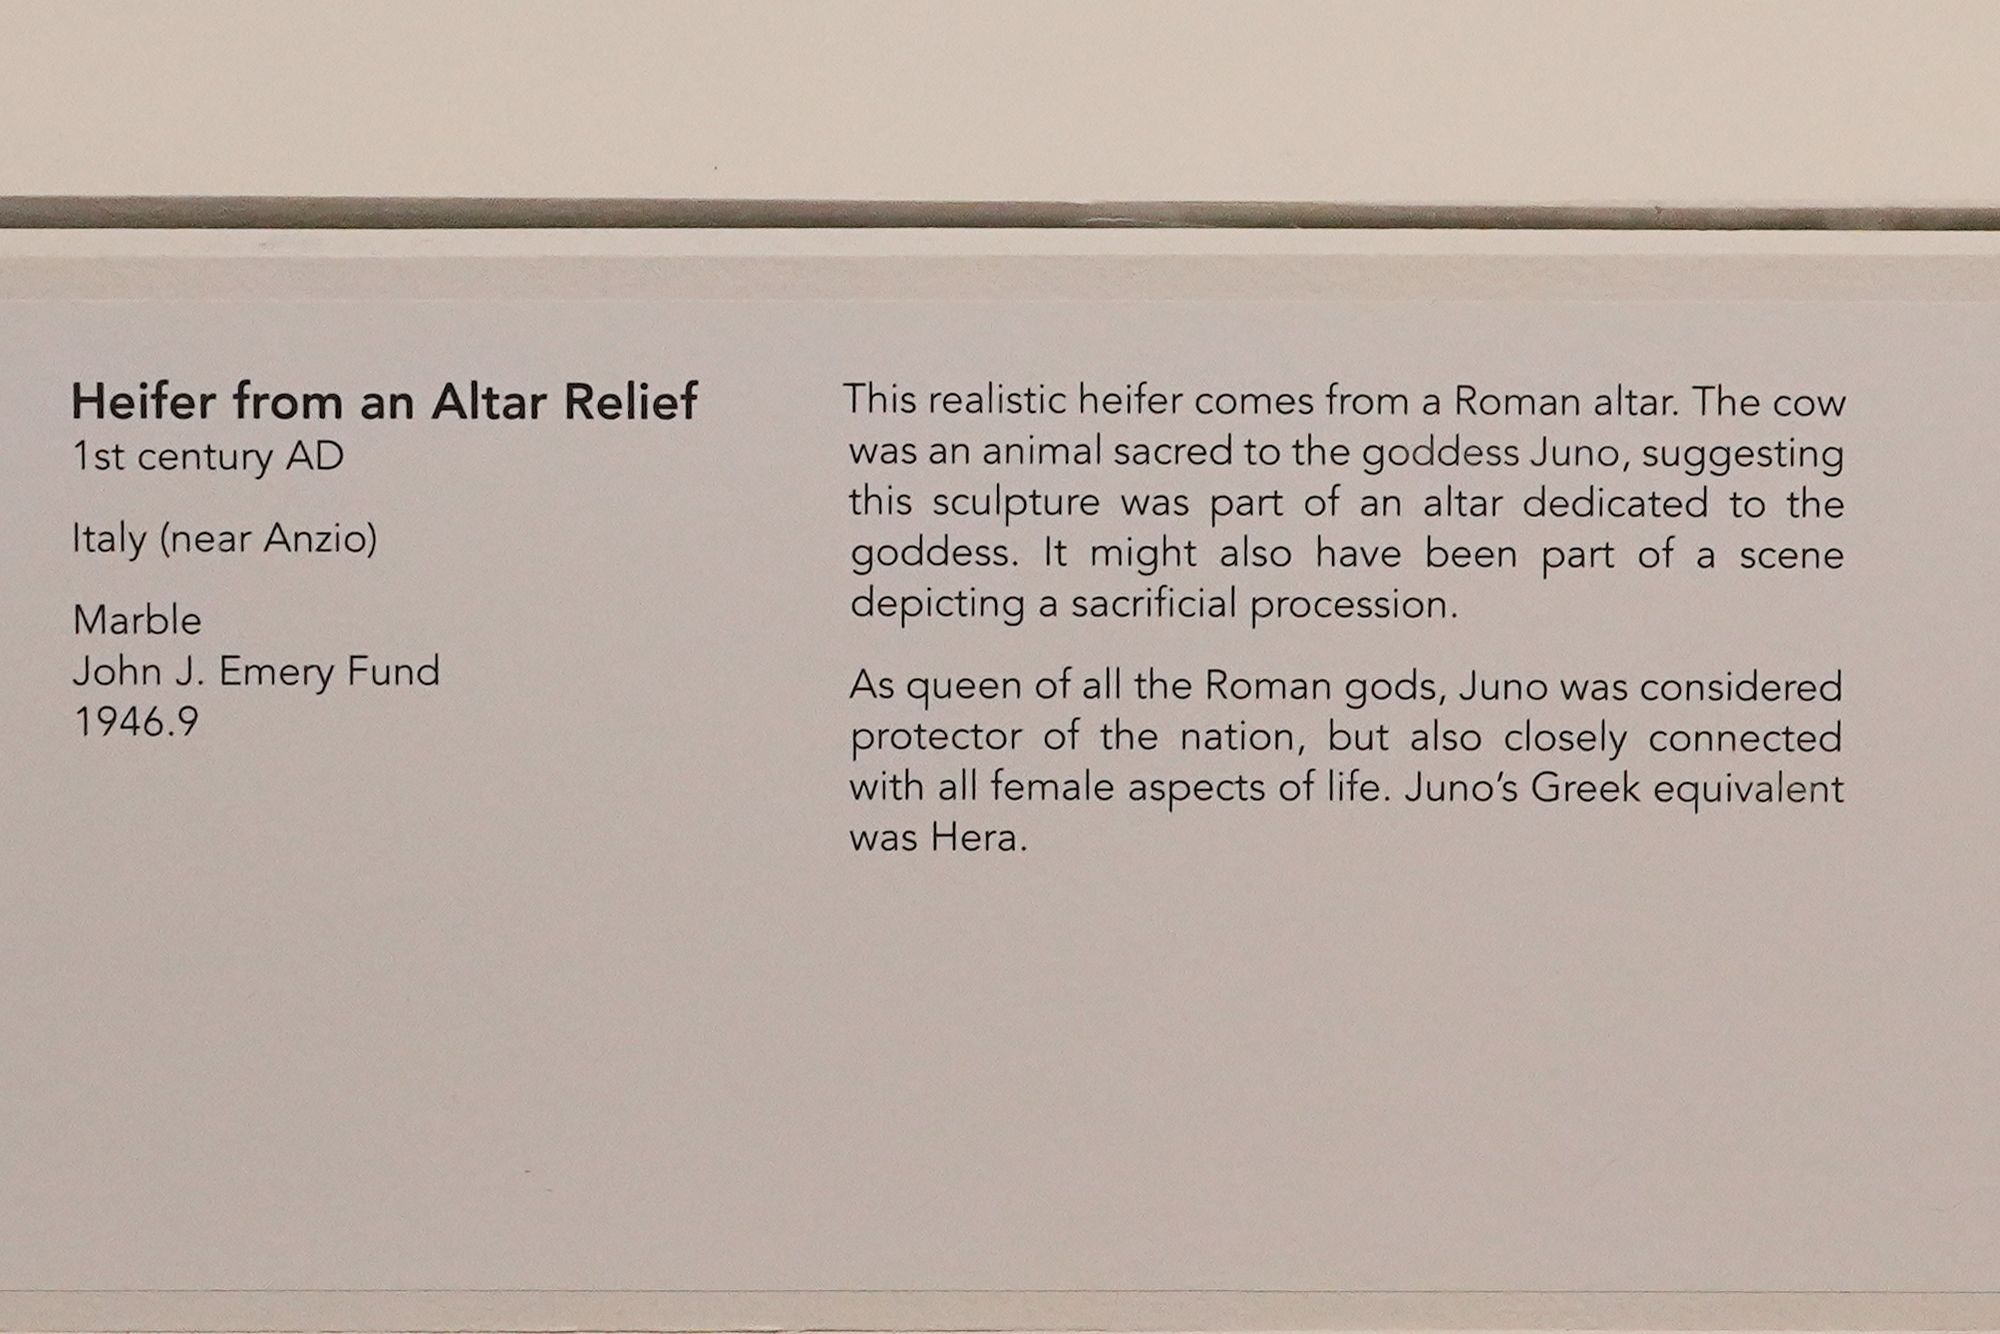 Heifer from an Altar Relief
1st century AD
Italy (near Anzio)
Marble
John J. Emery Fund
1946.9
This realistic heifer comes from a Roman altar. The cow
was an animal sacred to the goddess Juno, suggesting
this sculpture was part of an altar dedicated to the
goddess. It might also have been part of a scene
depicting a sacrificial procession.
As queen of all the Roman gods, Juno was considered
protector of the nation, but also closely connected
with all female aspects of life. Juno’s Greek equivalent
was Hera.